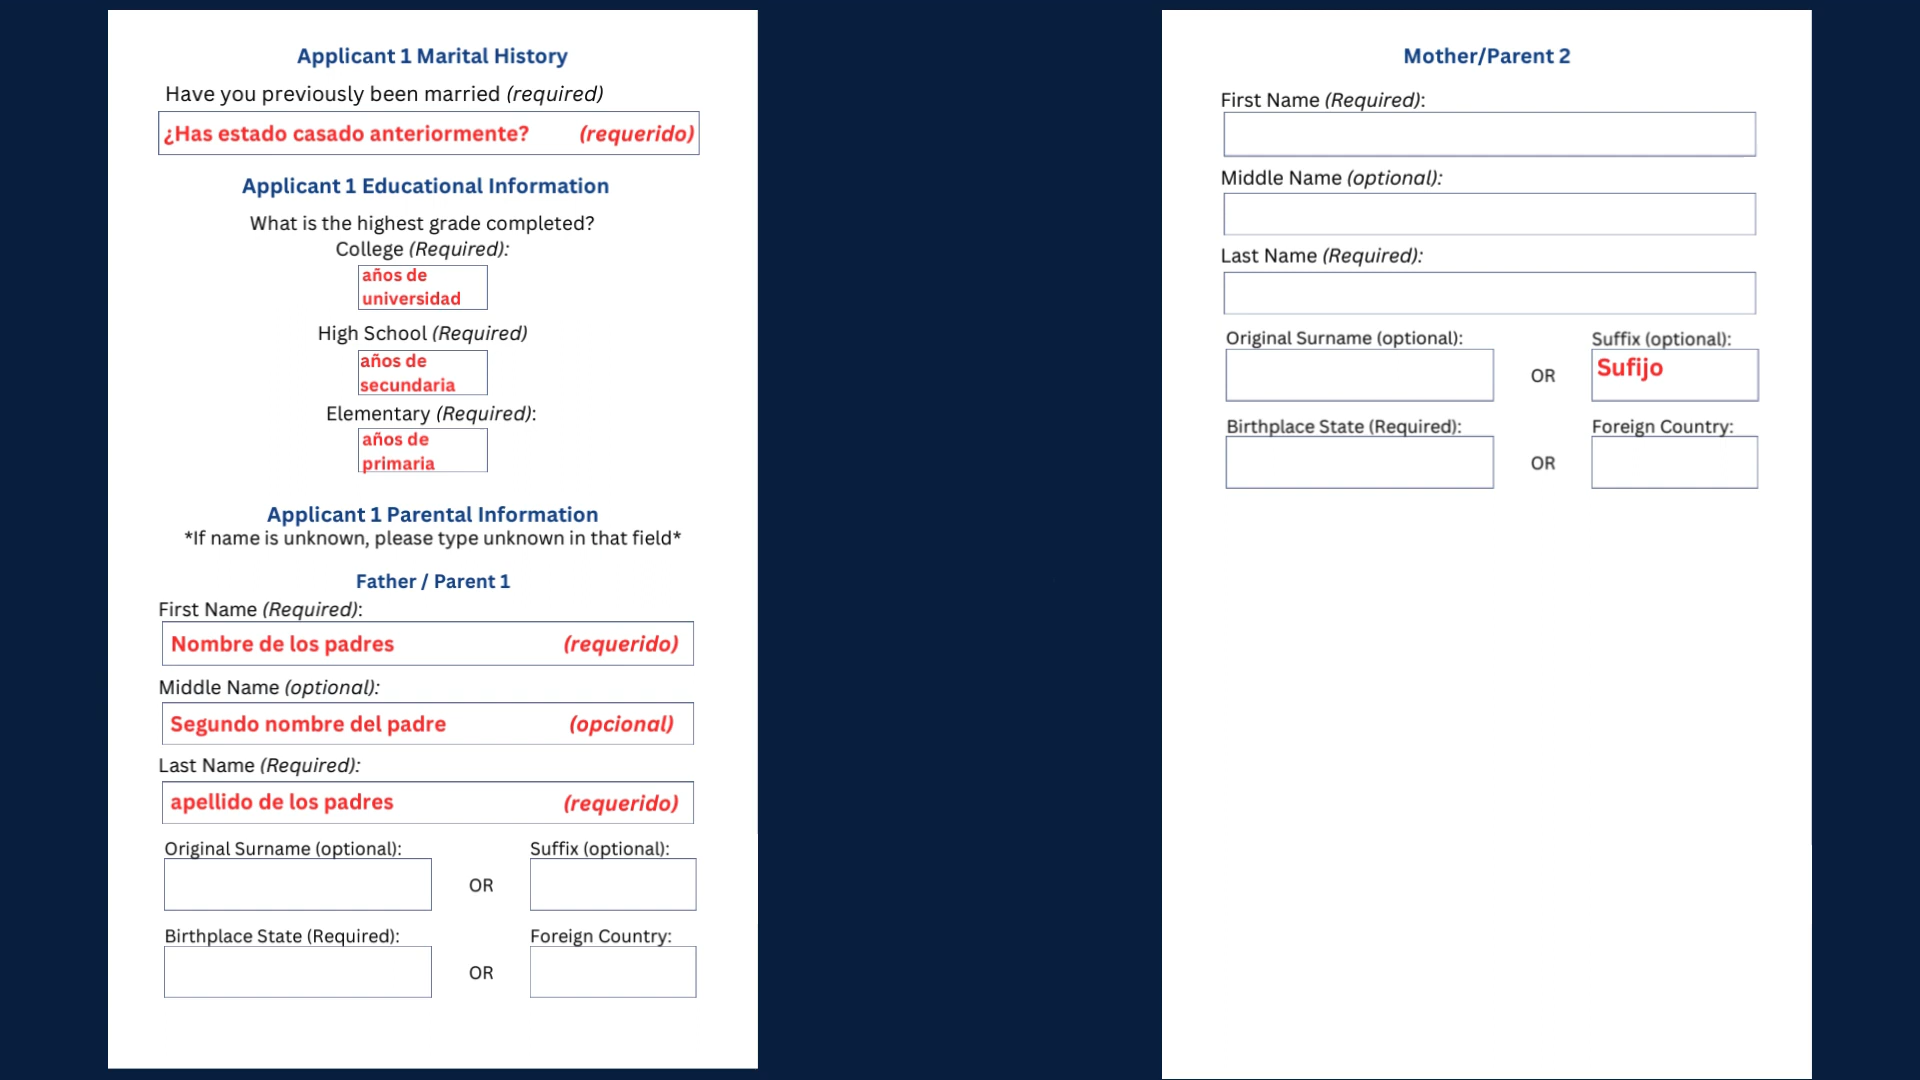 Applicant 1 Marital History
Have you previously been married (required)
¿Has estado casado anteriormente? (requerido)
Applicant 1 Educational Information
What is the highest grade completed?
College (Required):
años de
universidad
High School (Required)
años de
secundaria
Elementary (Required):
años de
primaria
Applicant 1 Parental Information
*If name is unknown, please type unknown in that field*
Father / Parent 1
First Name (Required):
Nombre de los padres (requerido)
Middle Name (optional):
Segundo nombre del padre (opcional)
Last Name (Required):
apellido de los padres (requerido)
Original Surname (optional): Suffix (optional):
OR
Birthplace State (Required): Foreign Country:
OR
Mother/Parent 2
First Name (Required):
Middle Name (optional):
Last Name (Required):
Original Surname (optional): Suffix (optional):
OR Sufijo
Birthplace State (Required): Foreign Country:
OR